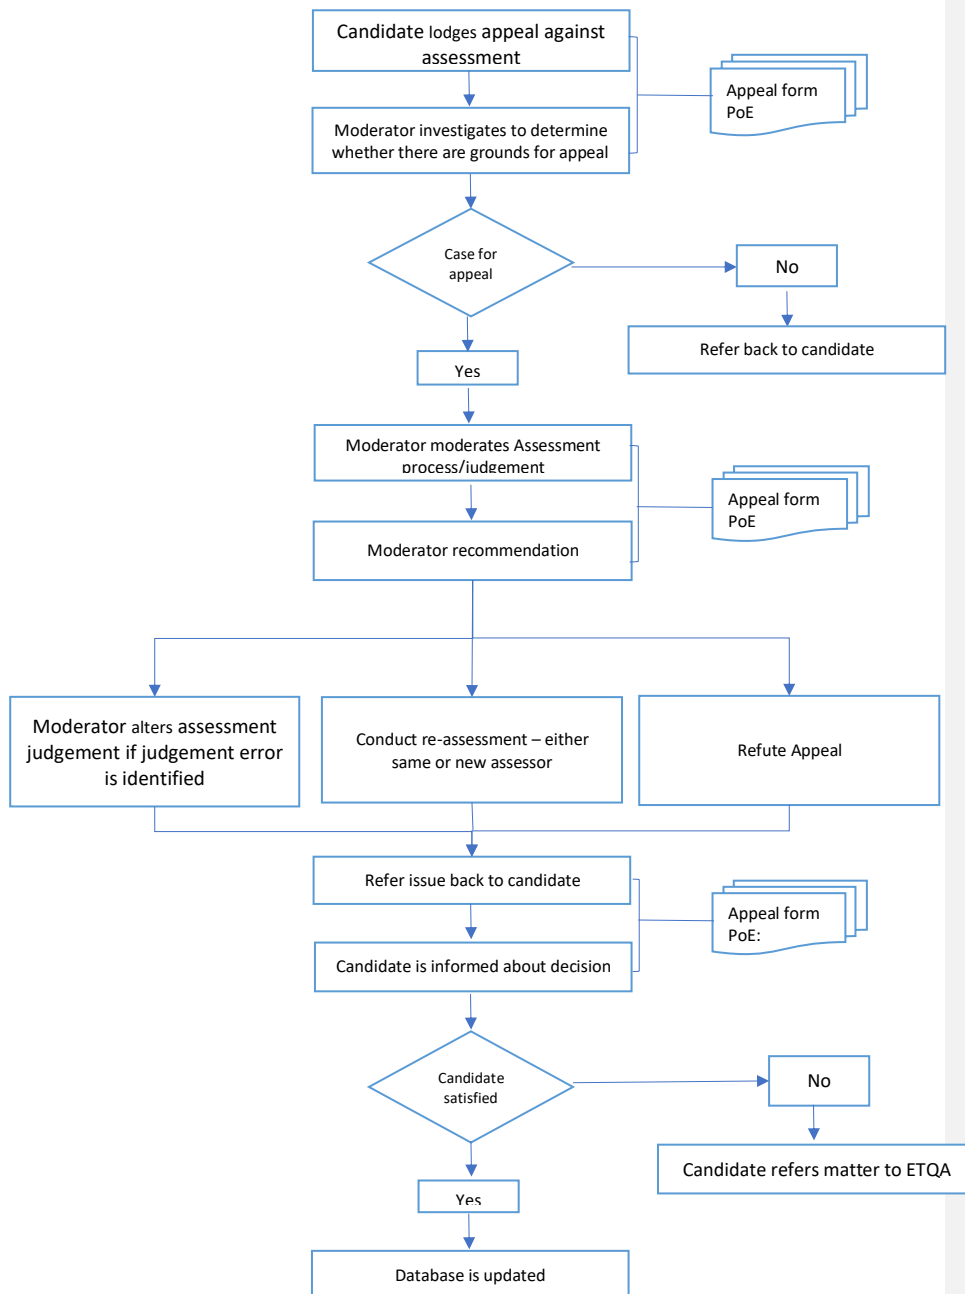 Candidate lodges appeal against
assessment
Appeal form
PoE
Moderator investigates to determine
whether there are grounds for appeal
Case for
appeal
No
Refer back to candidate
Yes
Moderator moderates Assessment
process/judgement
Appeal form
PoE
Moderator recommendation
Moderator alters assessment
judgement if judgement error
is identified
Conduct re-assessment – either
same or new assessor
Refute Appeal
Refer issue back to candidate
Appeal form
PoE:
Candidate is informed about decision
Candidate
satisfied
No
Candidate refers matter to ETQA
Yes
Database is updated